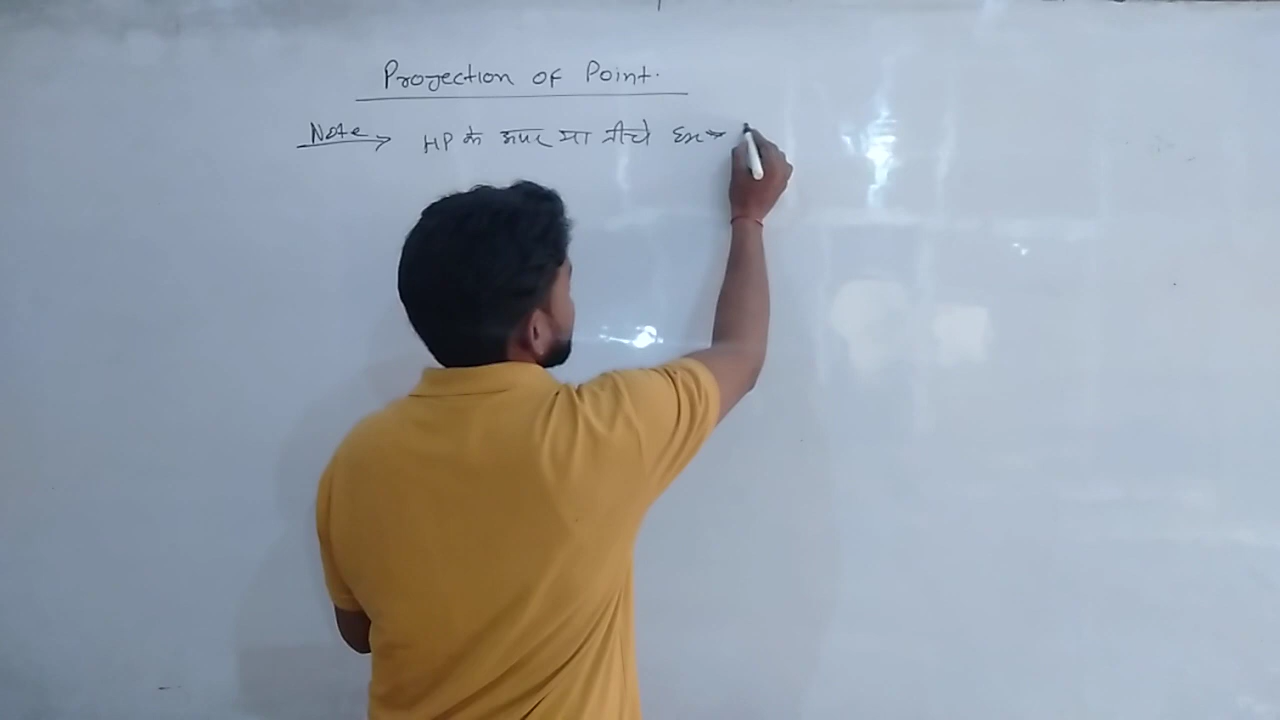 Projection of Point.
Note → HP के ऊपर या नीचे